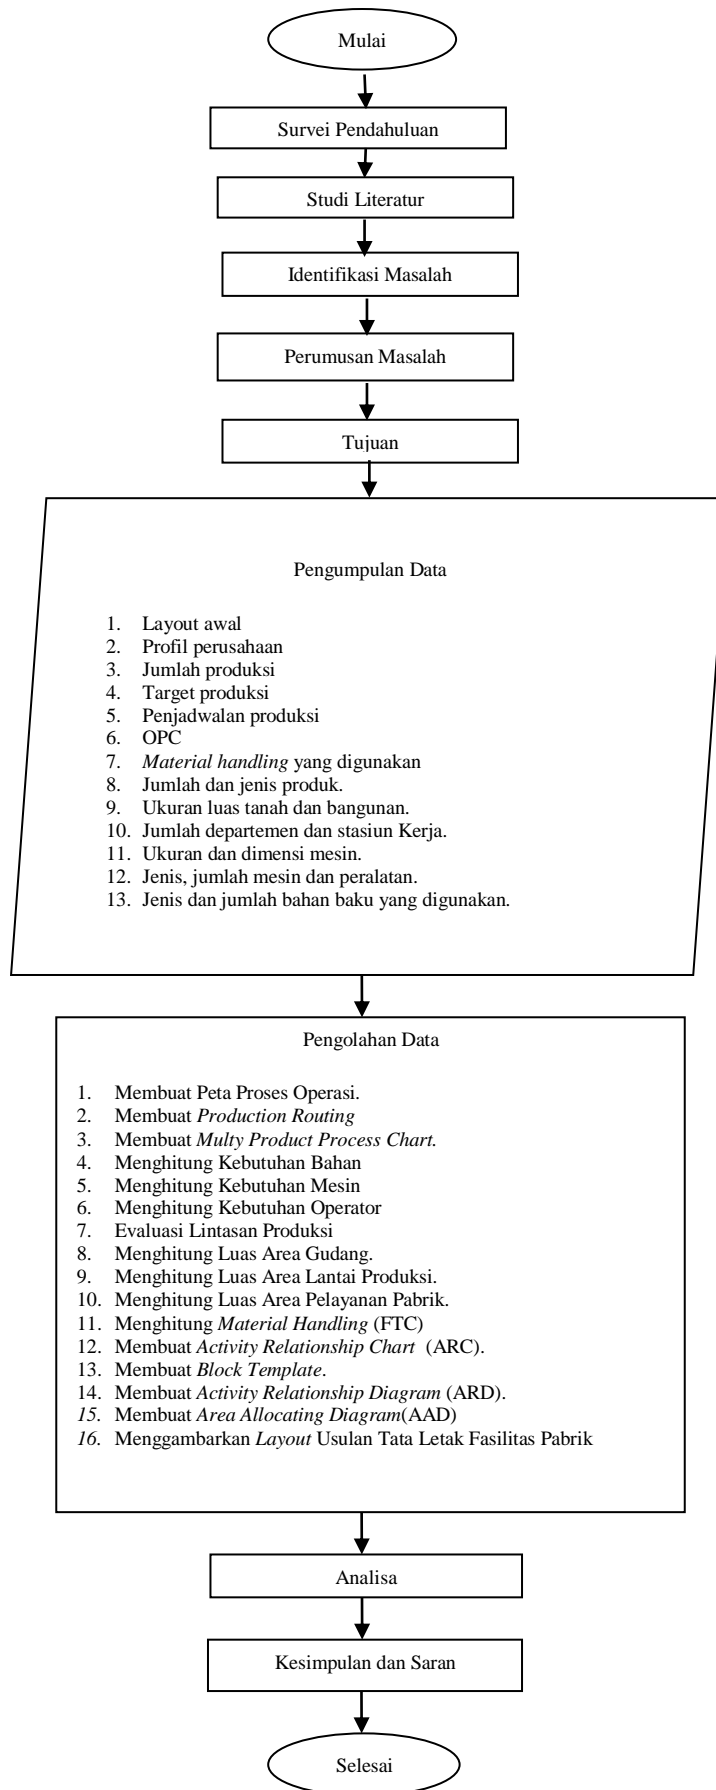 Mulai
Survei Pendahuluan
Studi Literatur
Identifikasi Masalah
Perumusan Masalah
Tujuan
Pengumpulan Data
1. Layout awal
2. Profil perusahaan
3. Jumlah produksi
4. Target produksi
5. Penjadwalan produksi
6. OPC
7. Material handling yang digunakan
8. Jumlah dan jenis produk.
9. Ukuran luas tanah dan bangunan.
10. Jumlah departemen dan stasiun Kerja.
11. Ukuran dan dimensi mesin.
12. Jenis, jumlah mesin dan peralatan.
13. Jenis dan jumlah bahan baku yang digunakan.
Pengolahan Data
1. Membuat Peta Proses Operasi.
2. Membuat Production Routing
3. Membuat Multy Product Process Chart.
4. Menghitung Kebutuhan Bahan
5. Menghitung Kebutuhan Mesin
6. Menghitung Kebutuhan Operator
7. Evaluasi Lintasan Produksi
8. Menghitung Luas Area Gudang.
9. Menghitung Luas Area Lantai Produksi.
10. Menghitung Luas Area Pelayanan Pabrik.
11. Menghitung Material Handling (FTC)
12. Membuat Activity Relationship Chart (ARC).
13. Membuat Block Template.
14. Membuat Activity Relationship Diagram (ARD).
15. Membuat Area Allocating Diagram(AAD)
16. Menggambarkan Layout Usulan Tata Letak Fasilitas Pabrik
Analisa
Kesimpulan dan Saran
Selesai